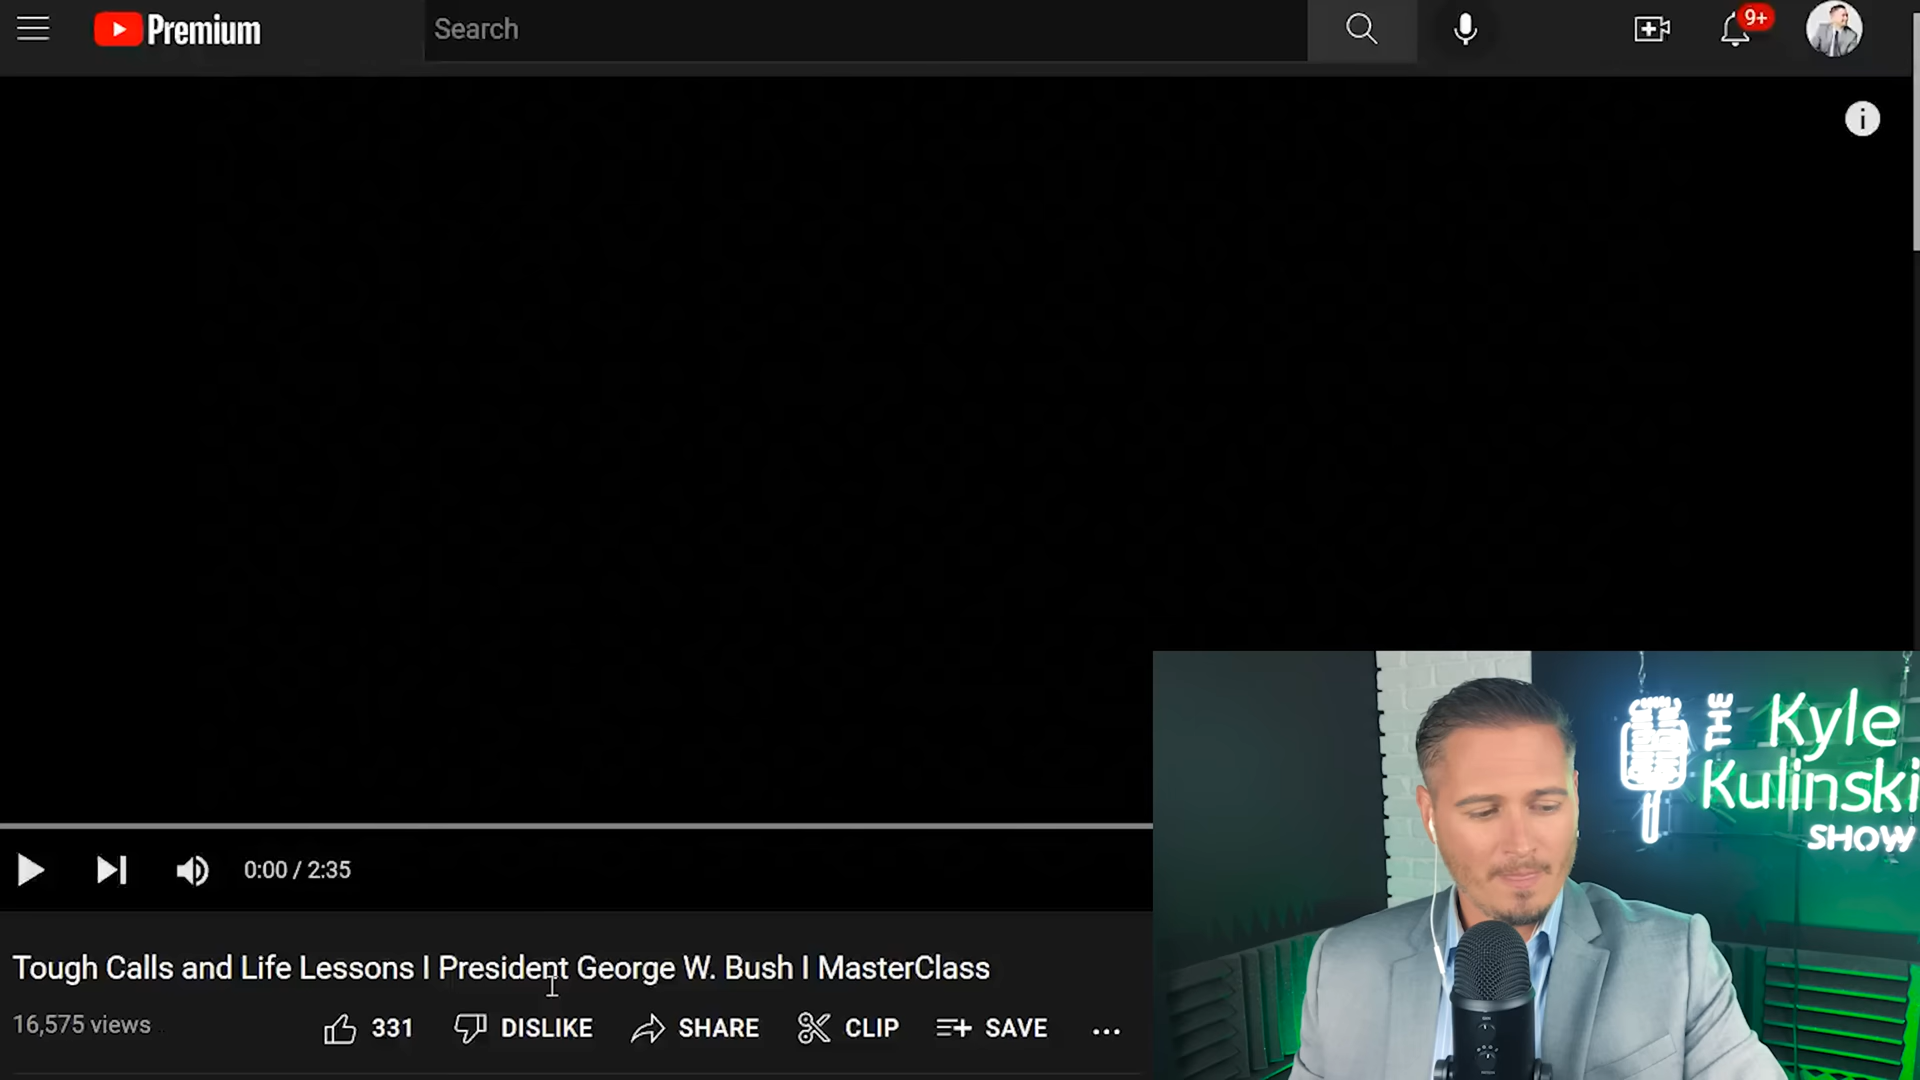 Premium
Search
9+
i
THE
Kyle
Kulinski
SHOW
0:00 / 2:35
Tough Calls and Life Lessons I President George W. Bush I MasterClass
16,575 views
331
DISLIKE
SHARE
CLIP
SAVE